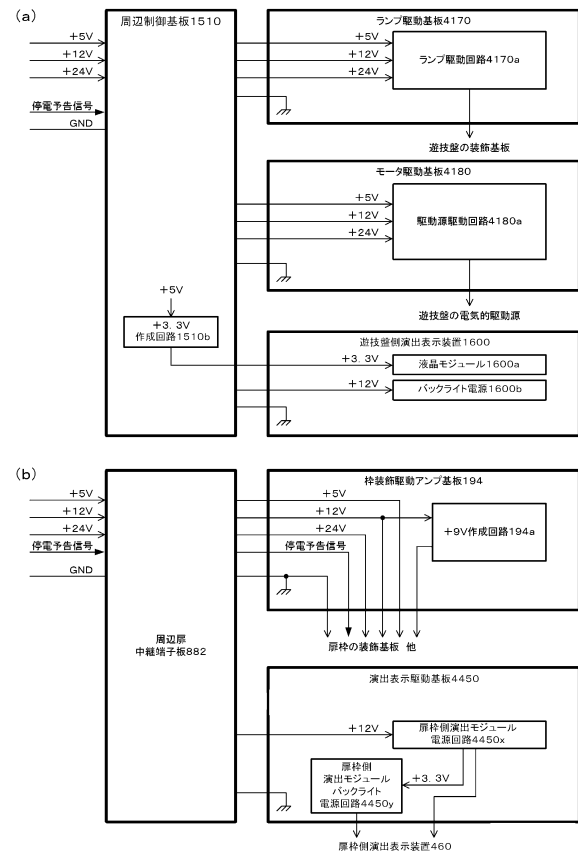 (a)
周辺制御基板1510
+5V
+12V
+24V
停電予告信号
GND
+5V
+3.3V
作成回路1510b
ランプ駆動基板4170
+5V
+12V
+24V
ランプ駆動回路4170a
遊技盤の装飾基板
モータ駆動基板4180
+5V
+12V
+24V
駆動源駆動回路4180a
遊技盤の電気的駆動源
遊技盤側演出表示装置1600
+3.3V
液晶モジュール1600a
+12V
バックライト電源1600b
(b)
+5V
+12V
+24V
停電予告信号
GND
周辺扉
中継端子板882
枠装飾駆動アンプ基板194
+5V
+12V
+24V
停電予告信号
+9V作成回路194a
扉枠の装飾基板 他
演出表示駆動基板4450
+12V
扉枠側演出モジュール
電源回路4450x
+3.3V
扉枠側
演出モジュール
バックライト
電源回路4450y
扉枠側演出表示装置460